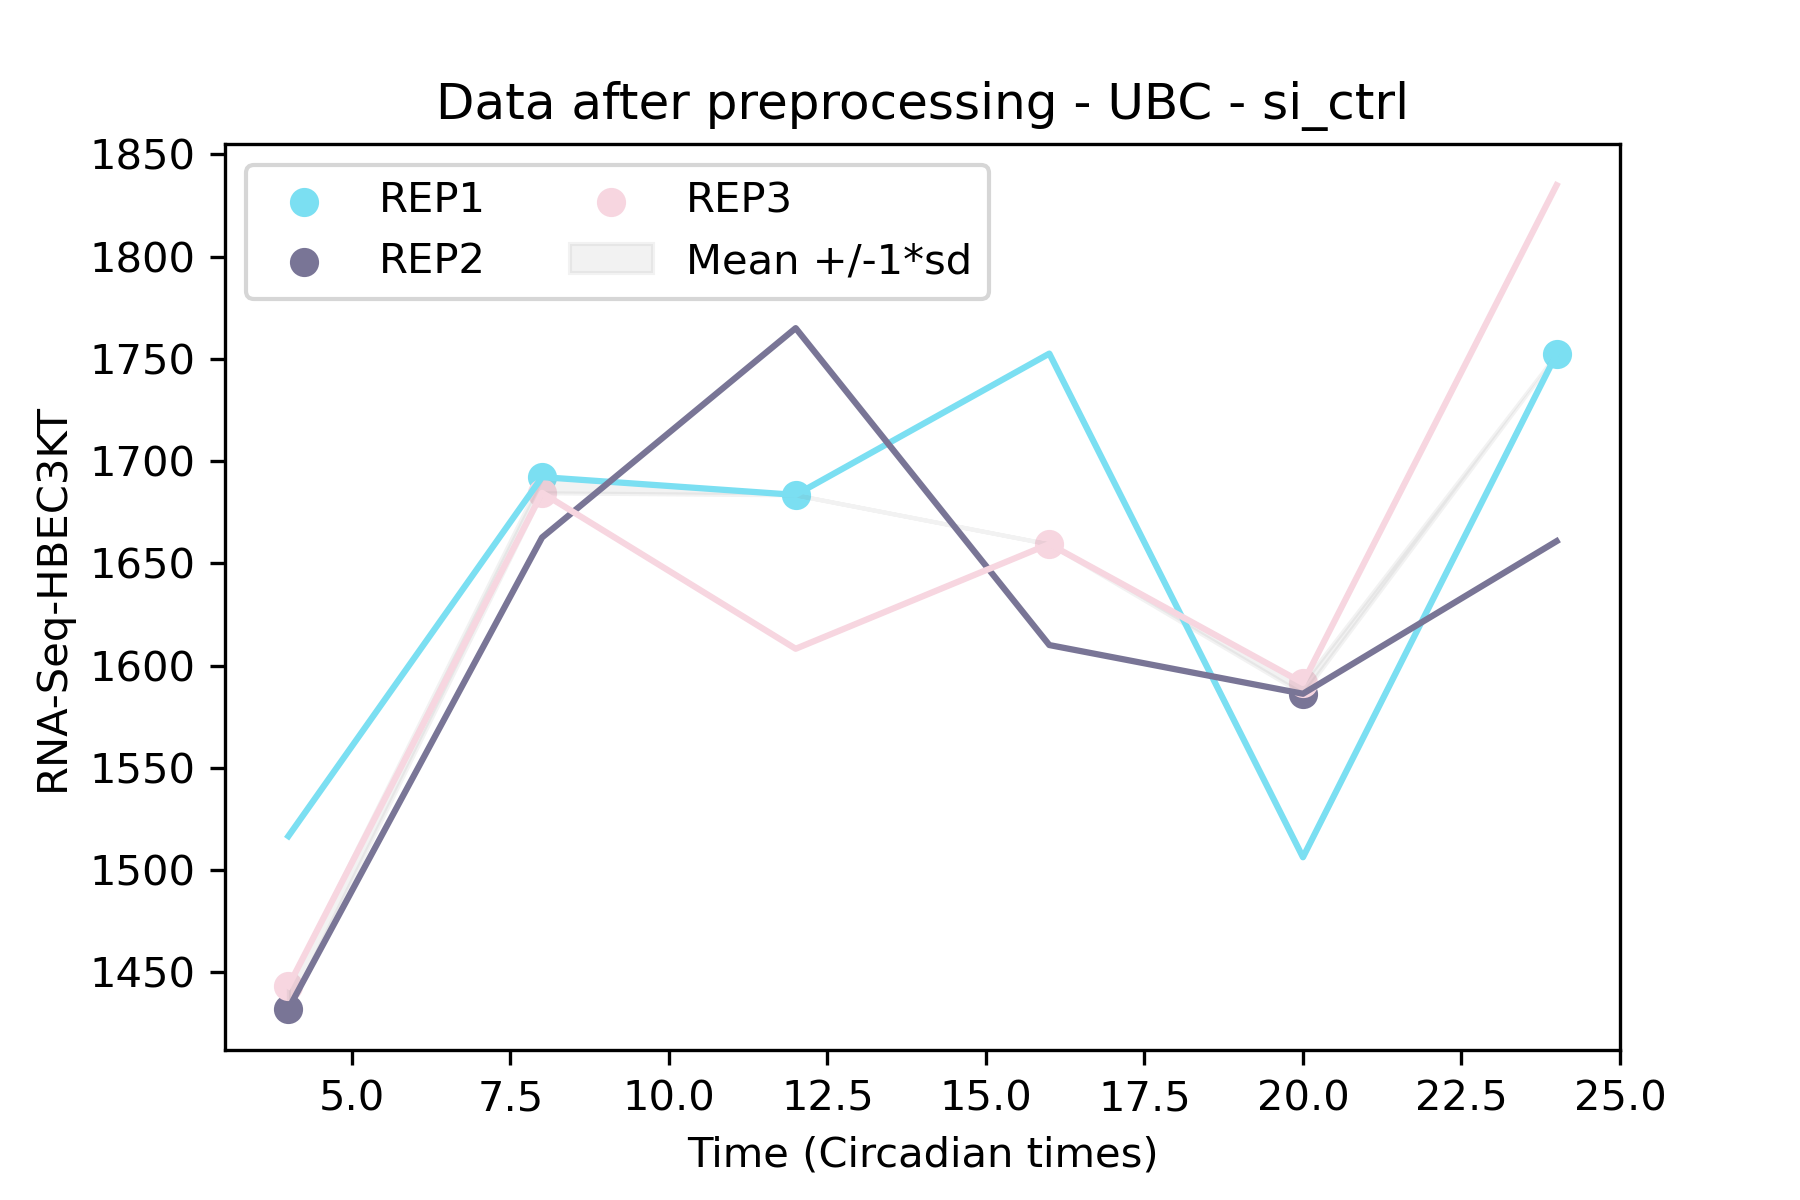 Data after preprocessing - UBC - si_ctrl
1850
1800
1750
1700
1650
1600
1550
1500
1450
RNA-Seq-HBEC3KT
REP1
REP2
REP3
Mean +/-1*sd
5.0 7.5 10.0 12.5 15.0 17.5 20.0 22.5 25.0
Time (Circadian times)